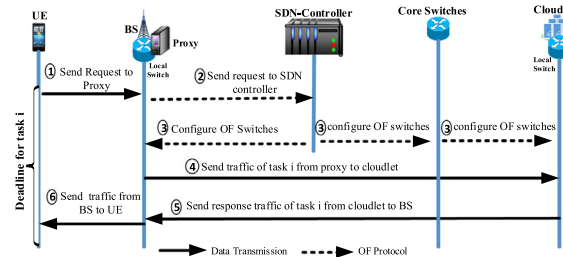 UE
BS
Proxy
Local
Switch
SDN-Controller
Core Switches
Cloudlet
Local
Switch
Deadline for task i
① Send Request to
Proxy
② Send request to SDN
controller
③ Configure OF Switches
③ configure OF switches
③ configure OF switches
④ Send traffic of task i from proxy to cloudlet
⑤ Send response traffic of task i from cloudlet to BS
⑥ Send traffic from
BS to UE
Data Transmission
OF Protocol